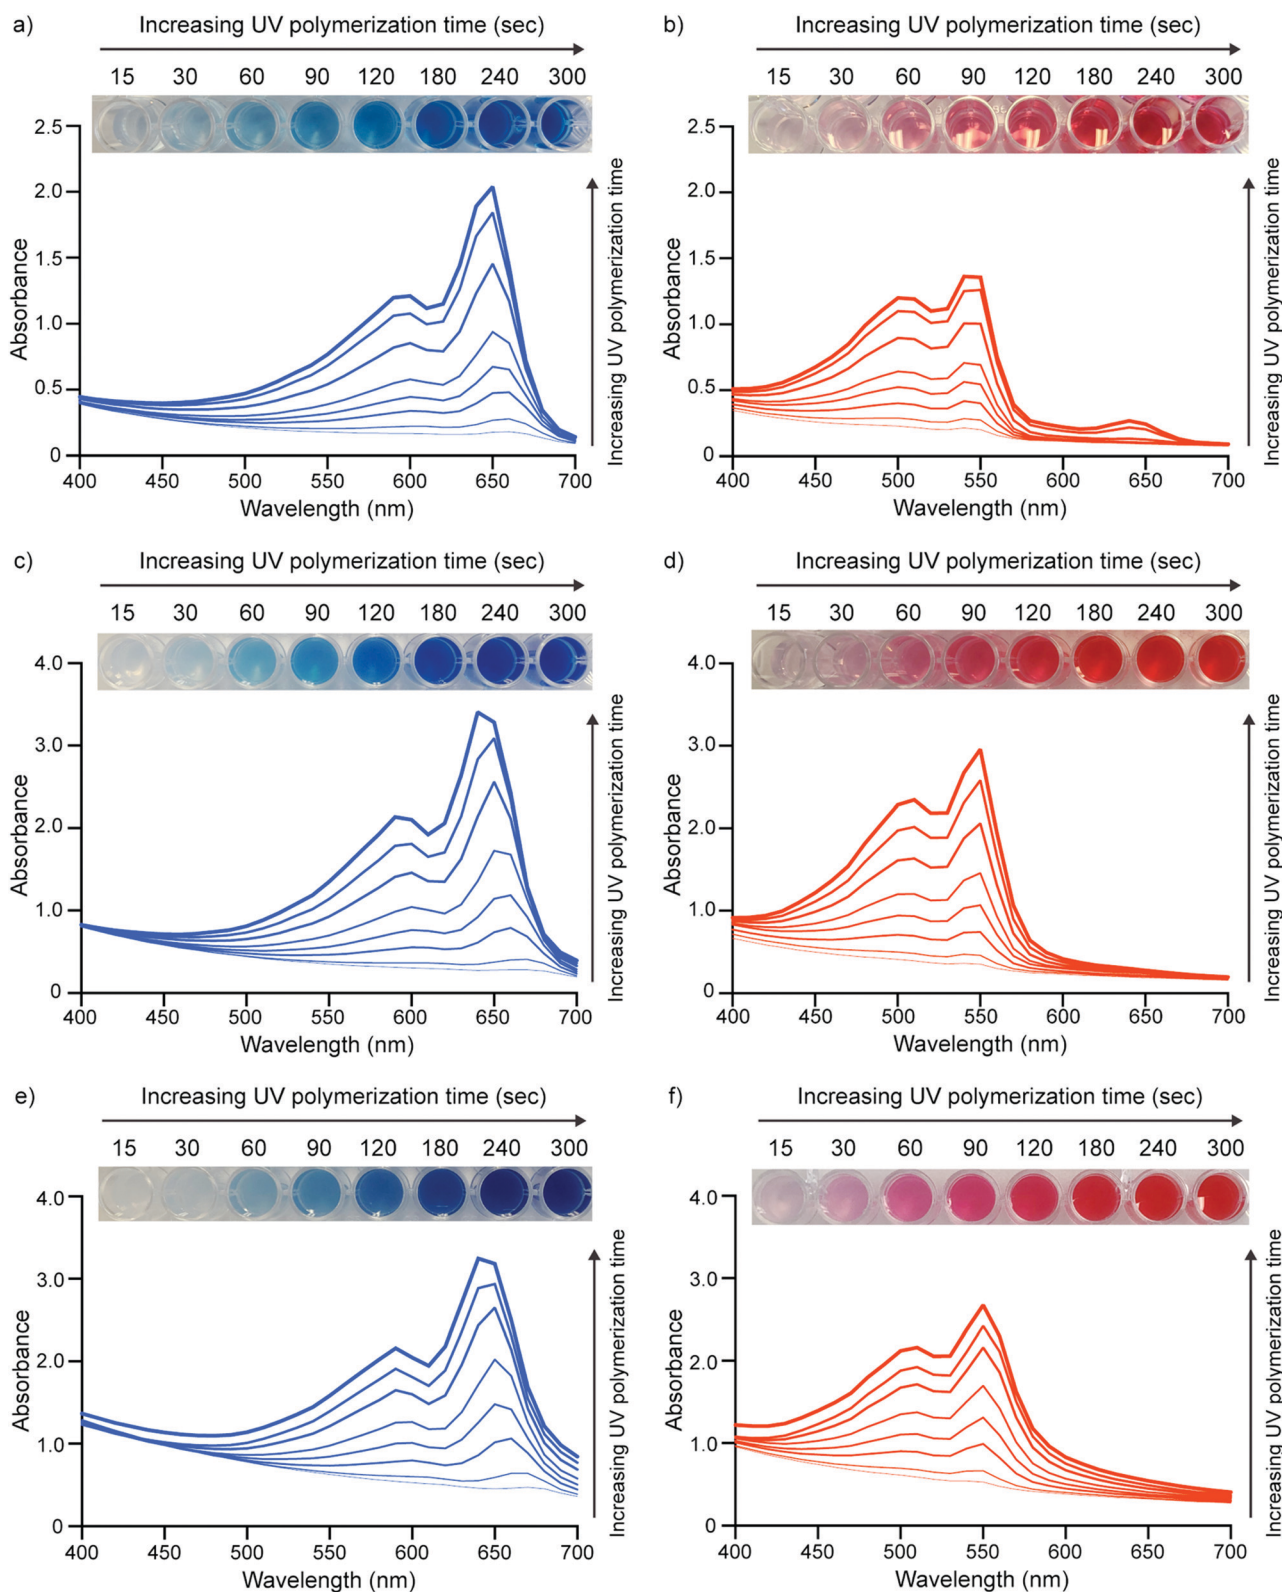 a)
Increasing UV polymerization time (sec)
15 30 60 90 120 180 240 300
2.5
2.0
1.5
1.0
0.5
0
Absorbance
400 450 500 550 600 650 700
Wavelength (nm)
Increasing UV polymerization time
b)
Increasing UV polymerization time (sec)
15 30 60 90 120 180 240 300
2.5
2.0
1.5
1.0
0.5
0
Absorbance
400 450 500 550 600 650 700
Wavelength (nm)
Increasing UV polymerization time
c)
Increasing UV polymerization time (sec)
15 30 60 90 120 180 240 300
4.0
3.0
2.0
1.0
0
Absorbance
400 450 500 550 600 650 700
Wavelength (nm)
Increasing UV polymerization time
d)
Increasing UV polymerization time (sec)
15 30 60 90 120 180 240 300
4.0
3.0
2.0
1.0
0
Absorbance
400 450 500 550 600 650 700
Wavelength (nm)
Increasing UV polymerization time
e)
Increasing UV polymerization time (sec)
15 30 60 90 120 180 240 300
4.0
3.0
2.0
1.0
0
Absorbance
400 450 500 550 600 650 700
Wavelength (nm)
Increasing UV polymerization time
f)
Increasing UV polymerization time (sec)
15 30 60 90 120 180 240 300
4.0
3.0
2.0
1.0
0
Absorbance
400 450 500 550 600 650 700
Wavelength (nm)
Increasing UV polymerization time